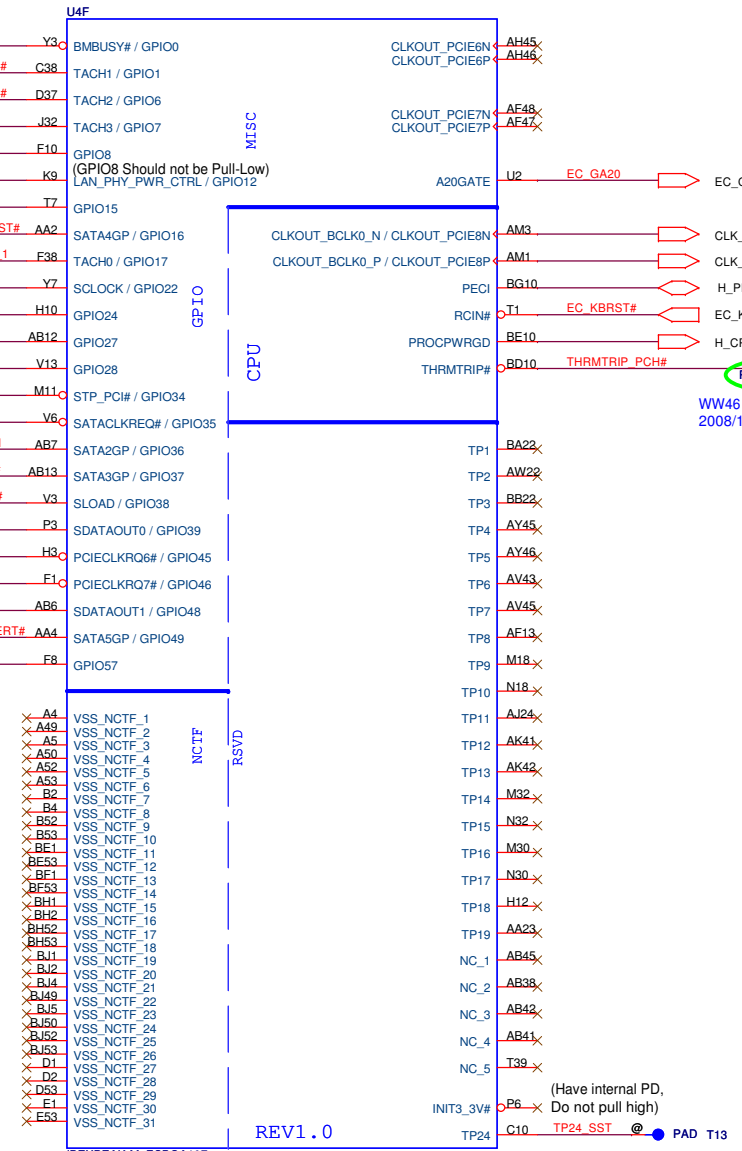 U4F
Y3 BMBUSY# / GPIO0
# C38 TACH1 / GPIO1
# D37 TACH2 / GPIO6
J32 TACH3 / GPIO7
F10 GPIO8
(GPIO8 Should not be Pull-Low)
K9 LAN_PHY_PWR_CTRL / GPIO12
T7 GPIO15
ST# AA2 SATA4GP / GPIO16
_1 F38 TACH0 / GPIO17
Y7 SCLOCK / GPIO22
H10 GPIO24
AB12 GPIO27
V13 GPIO28
M11 STP_PCI# / GPIO34
V6 SATACLKREQ# / GPIO35
AB7 SATA2GP / GPIO36
AB13 SATA3GP / GPIO37
# V3 SLOAD / GPIO38
P3 SDATAOUT0 / GPIO39
H3 PCIECLKRQ6# / GPIO45
F1 PCIECLKRQ7# / GPIO46
AB6 SDATAOUT1 / GPIO48
ERT# AA4 SATA5GP / GPIO49
F8 GPIO57
A4 VSS_NCTF_1
A49 VSS_NCTF_2
A5 VSS_NCTF_3
A50 VSS_NCTF_4
A52 VSS_NCTF_5
A53 VSS_NCTF_6
B2 VSS_NCTF_7
B4 VSS_NCTF_8
B52 VSS_NCTF_9
B53 VSS_NCTF_10
BE1 VSS_NCTF_11
BE53 VSS_NCTF_12
BF1 VSS_NCTF_13
BF53 VSS_NCTF_14
BH1 VSS_NCTF_15
BH2 VSS_NCTF_16
BH52 VSS_NCTF_17
BH53 VSS_NCTF_18
BJ1 VSS_NCTF_19
BJ2 VSS_NCTF_20
BJ4 VSS_NCTF_21
BJ49 VSS_NCTF_22
BJ5 VSS_NCTF_23
BJ50 VSS_NCTF_24
BJ52 VSS_NCTF_25
BJ53 VSS_NCTF_26
D1 VSS_NCTF_27
D2 VSS_NCTF_28
D53 VSS_NCTF_29
E1 VSS_NCTF_30
E53 VSS_NCTF_31
MISC
GPIO
CPU
NCTF
RSVD
CLKOUT_PCIE6N AH45
CLKOUT_PCIE6P AH46
CLKOUT_PCIE7N AF48
CLKOUT_PCIE7P AF47
A20GATE U2 EC_GA20 EC_G
CLKOUT_BCLK0_N / CLKOUT_PCIE8N AM3 CLK_
CLKOUT_BCLK0_P / CLKOUT_PCIE8P AM1 CLK_
PECI BG10 H_P
RCIN# T1 EC_KBRST# EC_K
PROCPWRGD BE10 H_CP
THRMTRIP# BD10 THRMTRIP_PCH#
WW46
2008/1
TP1 BA22
TP2 AW22
TP3 BB22
TP4 AY45
TP5 AY46
TP6 AV43
TP7 AV45
TP8 AF13
TP9 M18
TP10 N18
TP11 AJ24
TP12 AK41
TP13 AK42
TP14 M32
TP15 N32
TP16 M30
TP17 N30
TP18 H12
TP19 AA23
NC_1 AB45
NC_2 AB38
NC_3 AB42
NC_4 AB41
NC_5 T39
(Have internal PD,
INIT3_3V# P6 Do not pull high)
TP24 C10 TP24_SST @ PAD T13
REV1.0